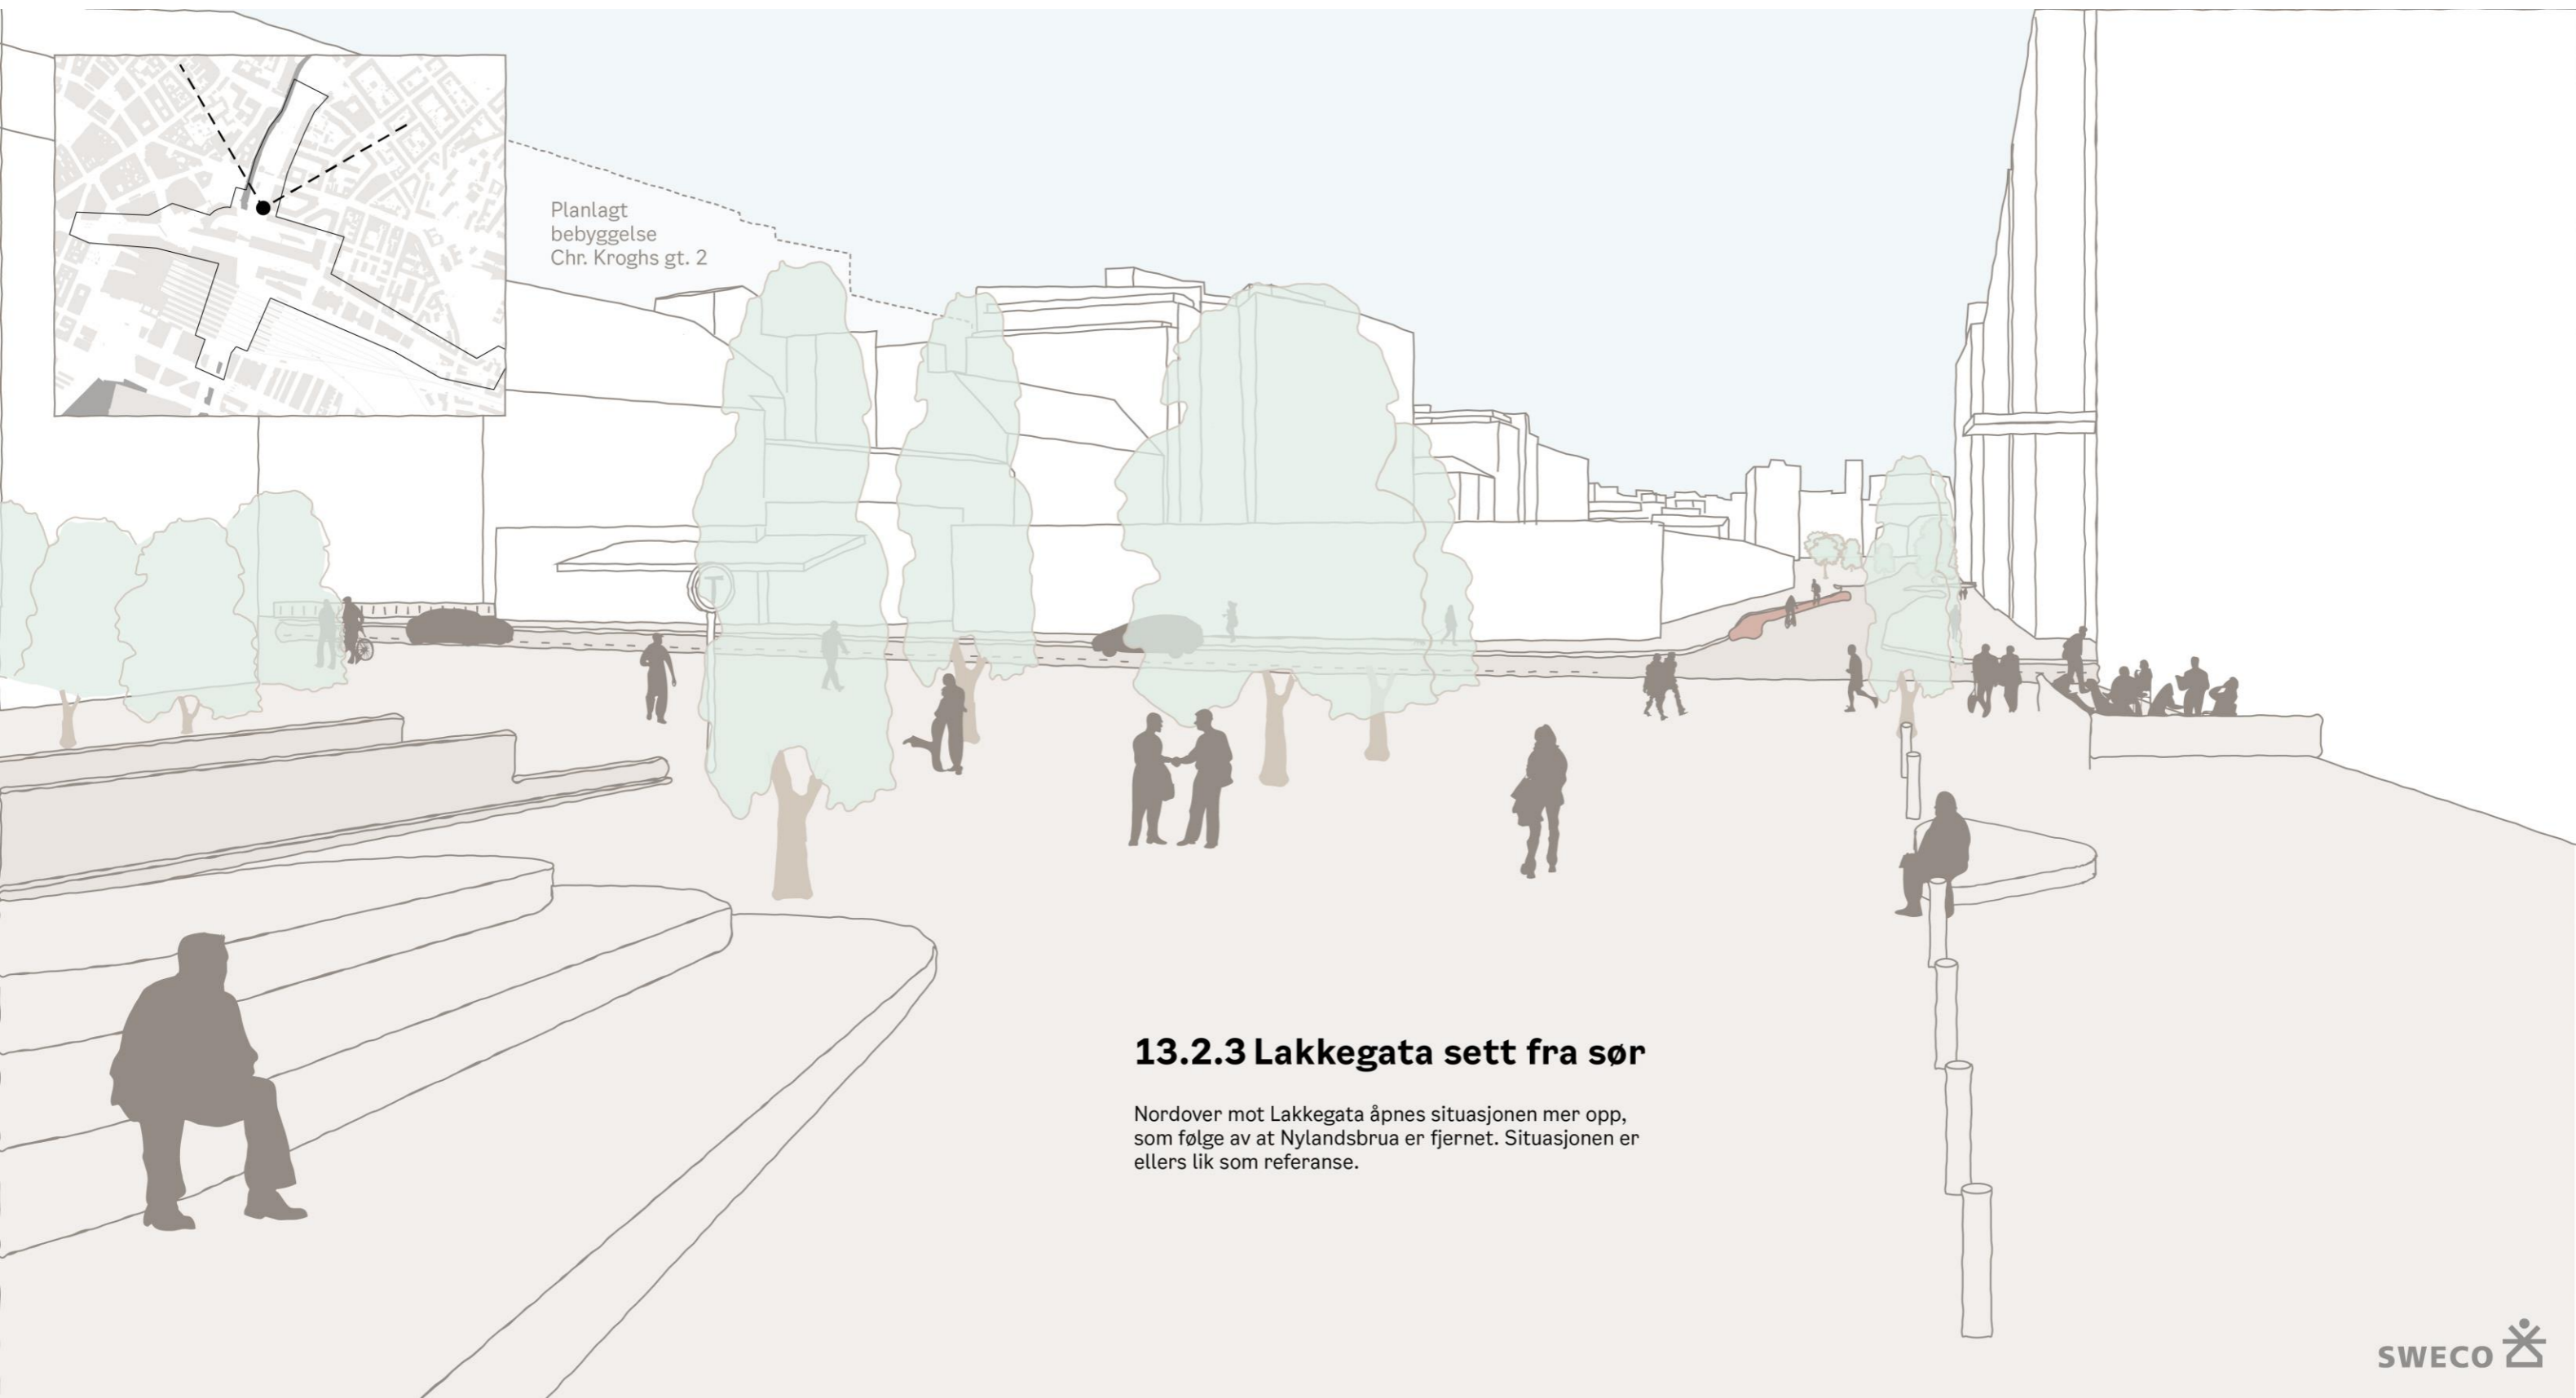 Planlagt
bebyggelse
Chr. Kroghs gt. 2
T
13.2.3 Lakkegata sett fra sør
Nordover mot Lakkegata åpnes situasjonen mer opp,
som følge av at Nylandsbrua er fjernet. Situasjonen er
ellers lik som referanse.
SWECO